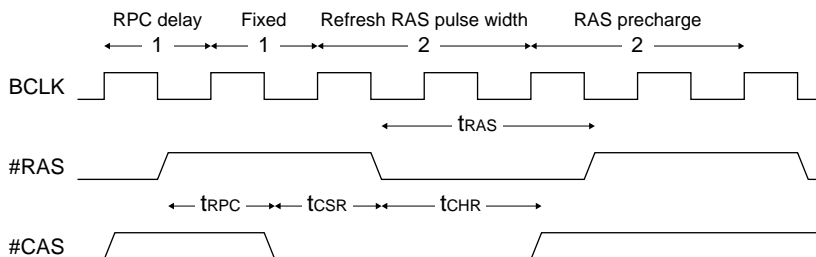 RPC delay Fixed Refresh RAS pulse width RAS precharge
1 1 2 2
BCLK
tRAS
#RAS
tRPC tCSR tCHR
#CAS